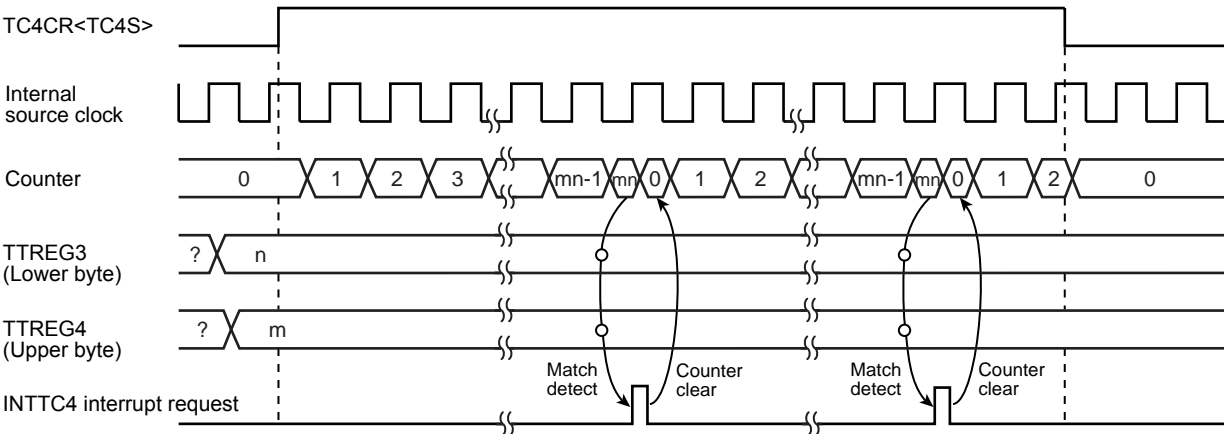 TC4CR<TC4S>
Internal
source clock
Counter
0 1 2 3 mn-1 mn 0 1 2 mn-1 mn 0 1 2 0
TTREG3
(Lower byte)
? n
TTREG4
(Upper byte)
? m
Match
detect
Counter
clear
Match
detect
Counter
clear
INTTC4 interrupt request